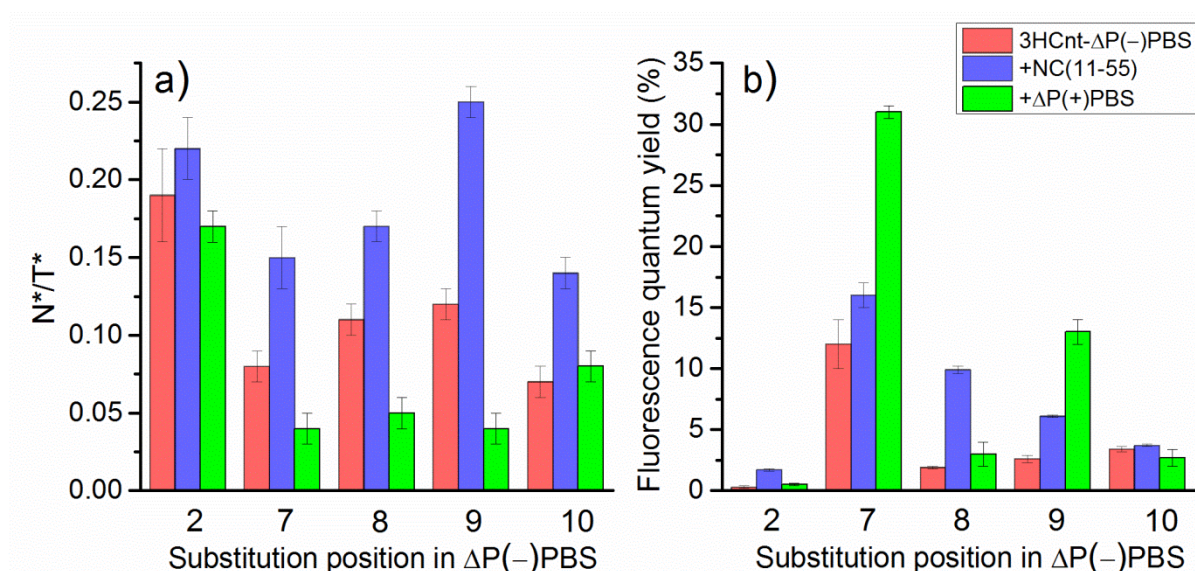 a)
N*/T*
0.25
0.20
0.15
0.10
0.05
0.00
2 7 8 9 10
Substitution position in ΔP(−)PBS
b)
3HCnt-ΔP(−)PBS
+NC(11-55)
+ΔP(+)PBS
Fluorescence quantum yield (%)
35
30
25
20
15
10
5
0
2 7 8 9 10
Substitution position in ΔP(−)PBS